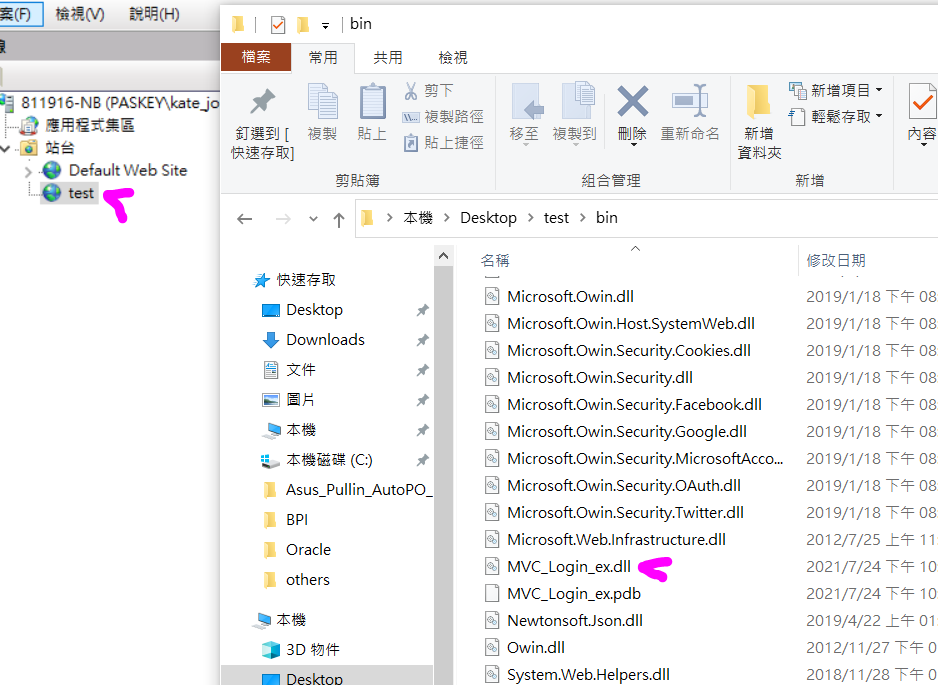 案(F) 檢視(V) 說明(H)
線
811916-NB (PASKEY\kate_jo
應用程式集區
站台
Default Web Site
test
bin
檔案 常用 共用 檢視
釘選到 [
快速存取]
複製
貼上
剪下
複製路徑
貼上捷徑
剪貼簿
移至
複製到
刪除
重新命名
組合管理
新增
資料夾
新增項目
輕鬆存取
新增
內容
本機 > Desktop > test > bin
快速存取
Desktop
Downloads
文件
圖片
本機
本機磁碟 (C:)
Asus_Pullin_AutoPO_
BPI
Oracle
others
本機
3D 物件
Desktop
名稱 修改日期
Microsoft.Owin.dll 2019/1/18 下午 08
Microsoft.Owin.Host.SystemWeb.dll 2019/1/18 下午 08
Microsoft.Owin.Security.Cookies.dll 2019/1/18 下午 08
Microsoft.Owin.Security.dll 2019/1/18 下午 08
Microsoft.Owin.Security.Facebook.dll 2019/1/18 下午 08
Microsoft.Owin.Security.Google.dll 2019/1/18 下午 08
Microsoft.Owin.Security.MicrosoftAcco... 2019/1/18 下午 08
Microsoft.Owin.Security.OAuth.dll 2019/1/18 下午 08
Microsoft.Owin.Security.Twitter.dll 2019/1/18 下午 08
Microsoft.Web.Infrastructure.dll 2012/7/25 上午 11
MVC_Login_ex.dll 2021/7/24 下午 10
MVC_Login_ex.pdb 2021/7/24 下午 10
Newtonsoft.Json.dll 2019/4/22 上午 01
Owin.dll 2012/11/27 下午 0
System.Web.Helpers.dll 2018/11/28 下午 0